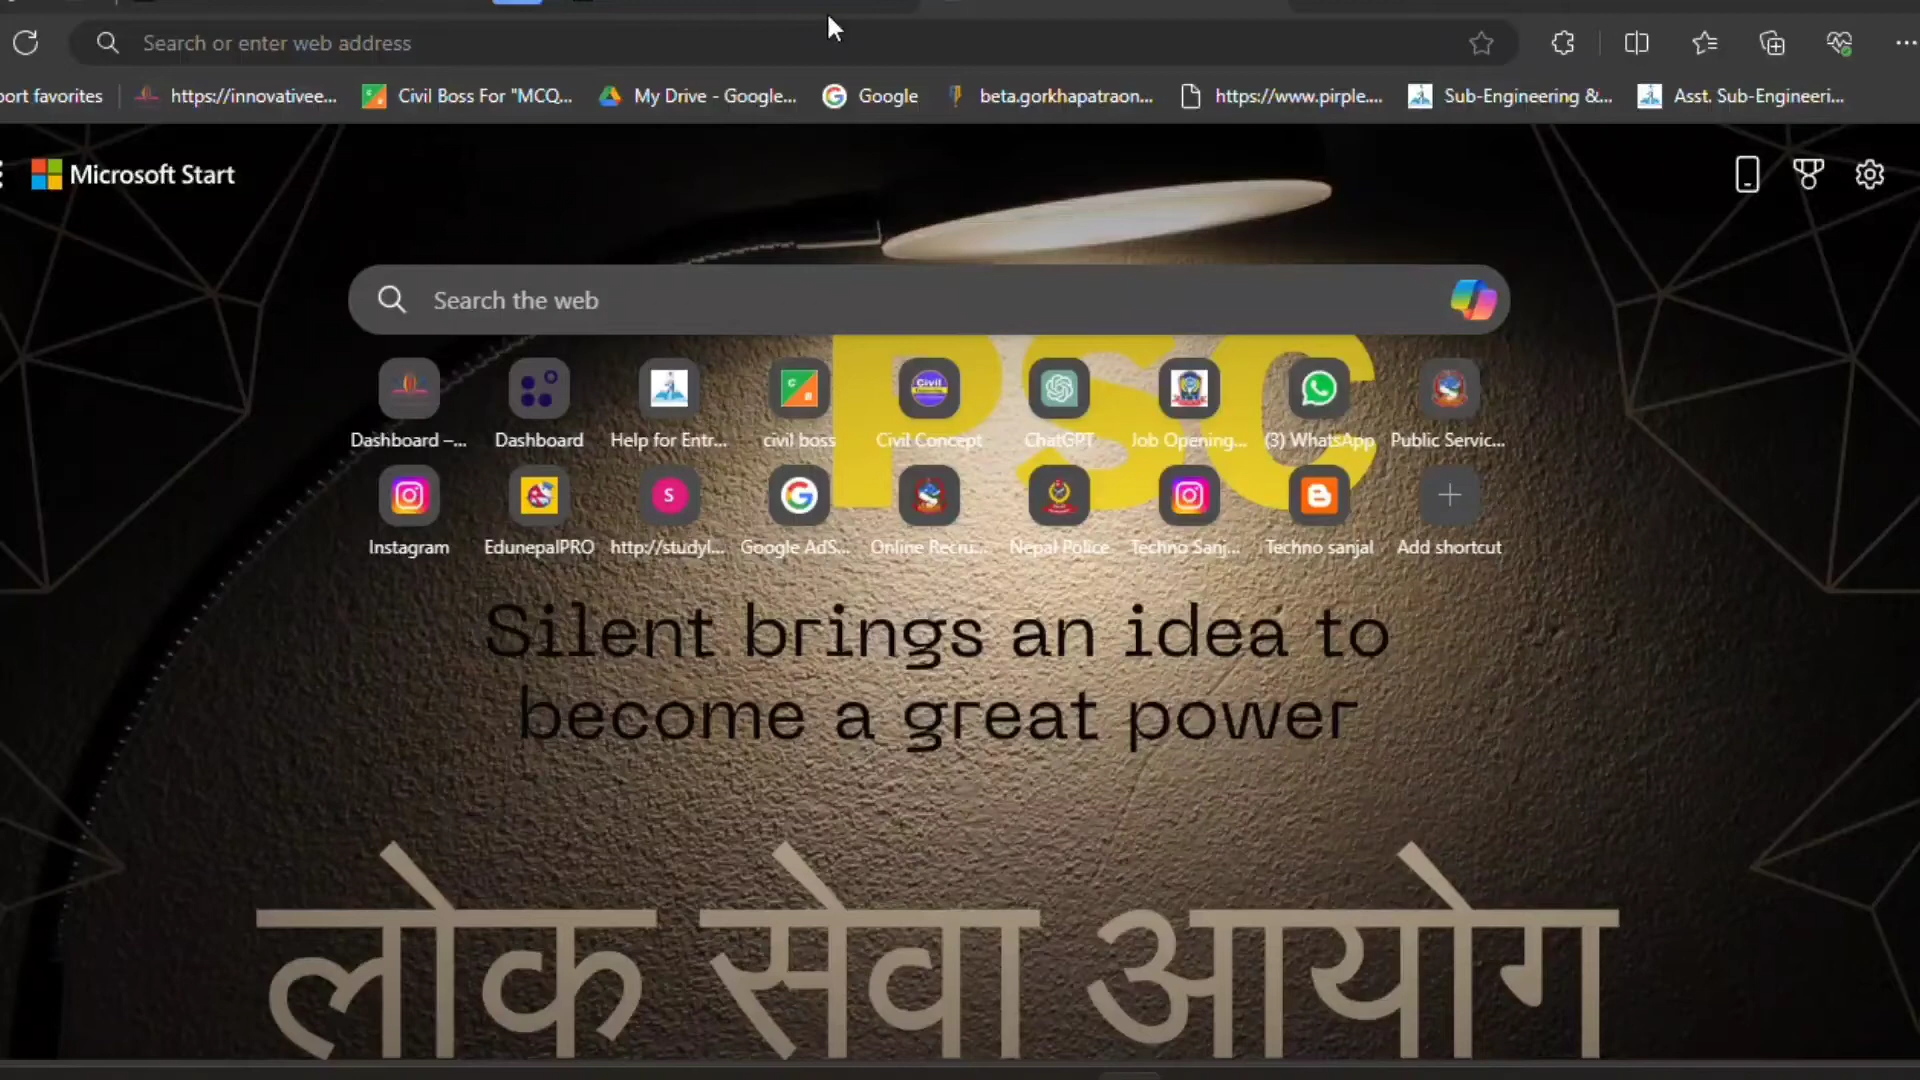 Search or enter web address
ort favorites
https://innovativee...
Civil Boss For "MCQ...
My Drive - Google...
Google
beta.gorkhapatraon...
https://www.pirple....
Sub-Engineering &...
Asst. Sub-Engineeri...
Microsoft Start
Search the web
PSC
Dashboard –...
Dashboard
Help for Entr...
civil boss
Civil Concept
ChatGPT
Job Opening...
(3) WhatsApp
Public Servic...
Instagram
EdunepalPRO
http://studyl...
Google AdS...
Online Recru...
Nepal Police
Techno Sanj...
Techno sanjal
Add shortcut
Silent brings an idea to
become a great power
लोक सेवा आयोग